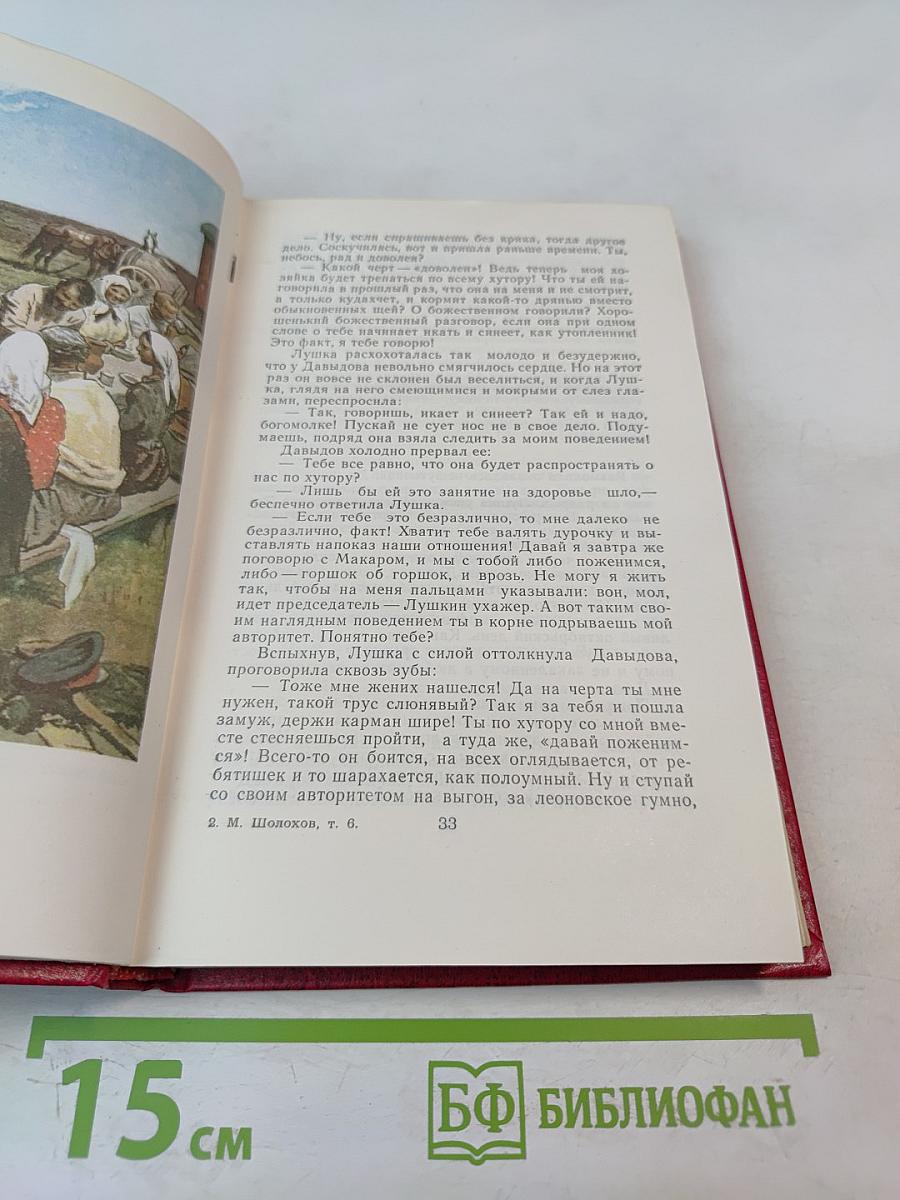 — Ну, если спрашиваешь без крика, тогда другое
дело. Соскучилась, вот и пришла раньше времени. Ты,
небось, рад и доволен?
— Какой черт — «доволен»! Ведь теперь моя хо-
зяйка будет трепаться по всему хутору! Что ты ей на-
говорила в прошлый раз, что она на меня и не смотрит,
а только кудахчет, и кормит какой-то дрянью вместо
обыкновенных щей? О божественном говорили? Хоро-
шенький божественный разговор, если она при одном
слове о тебе начинает икать и синеет, как утопленник!
Это факт, я тебе говорю!
Лушка расхохоталась так молодо и безудержно,
что у Давыдова невольно смягчилось сердце. Но на этот
раз он вовсе не склонен был веселиться, и когда Луш-
ка, глядя на него смеющимися и мокрыми от слез гла-
зами, переспросила:
— Так, говоришь, икает и синеет? Так ей и надо,
богомолке! Пускай не сует нос не в свое дело. Поду-
маешь, подряд она взяла следить за моим поведением!
Давыдов холодно прервал ее:
— Тебе все равно, что она будет распространять о
нас по хутору?
— Лишь бы ей это занятие на здоровье шло,—
беспечно ответила Лушка.
— Если тебе это безразлично, то мне далеко не
безразлично, факт! Хватит тебе валять дурочку и вы-
ставлять напоказ наши отношения! Давай я завтра же
поговорю с Макаром, и мы с тобой либо поженимся,
либо — горшок об горшок, и врозь. Не могу я жить
так, чтобы на меня пальцами указывали: вон, мол,
идет председатель — Лушкин ухажер. А вот таким сво-
им наглядным поведением ты в корне подрываешь мой
авторитет. Понятно тебе?
Вспыхнув, Лушка с силой оттолкнула Давыдова,
проговорила сквозь зубы:
— Тоже мне жених нашелся! Да на черта ты мне
нужен, такой трус слюнявый? Так я за тебя и пошла
замуж, держи карман шире! Ты по хутору со мной вме-
сте стесняешься пройти, а туда же, «давай поженим-
ся»! Всего-то он боится, на всех оглядывается, от ре-
бятишек и то шарахается, как полоумный. Ну и ступай
со своим авторитетом на выгон, за леоновское гумно,
2. М. Шолохов, т. 6. 33
15 см БФ БИБЛИОФАН